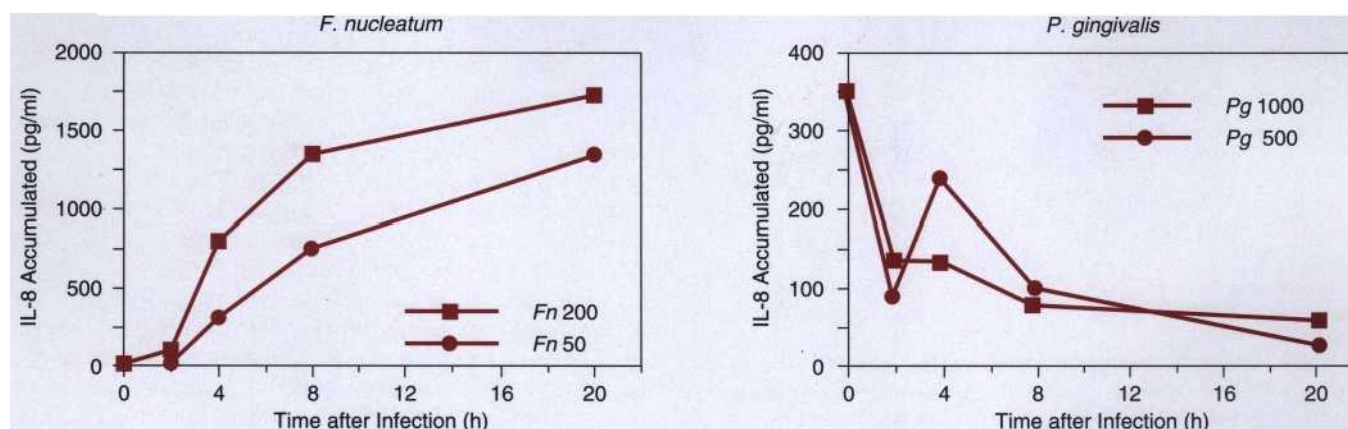 F. nucleatum
IL-8 Accumulated (pg/ml)
2000
1500
1000
500
0
Fn 200
Fn 50
0 4 8 12 16 20
Time after Infection (h)
P. gingivalis
IL-8 Accumulated (pg/ml)
400
300
200
100
0
Pg 1000
Pg 500
0 4 8 12 16 20
Time after Infection (h)